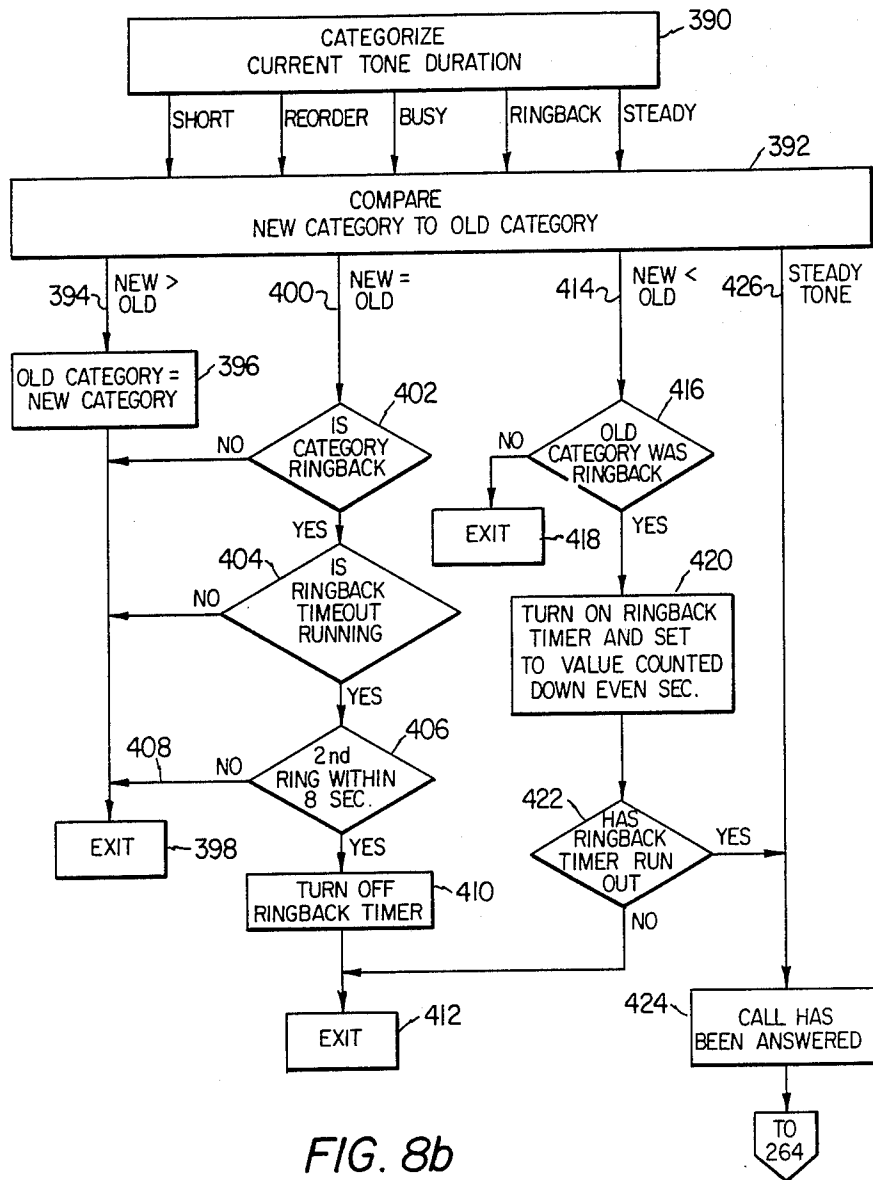 CATEGORIZE
CURRENT TONE DURATION
390
SHORT
REORDER
BUSY
RINGBACK
STEADY
392
COMPARE
NEW CATEGORY TO OLD CATEGORY
394
NEW >
OLD
400
NEW =
OLD
414
NEW <
OLD
426
STEADY
TONE
OLD CATEGORY =
NEW CATEGORY
396
IS
CATEGORY
RINGBACK
402
NO
YES
OLD
CATEGORY WAS
RINGBACK
416
NO
YES
EXIT
418
404
IS
RINGBACK
TIMEOUT
RUNNING
NO
YES
420
TURN ON RINGBACK
TIMER AND SET
TO VALUE COUNTED
DOWN EVEN SEC.
408
NO
2nd
RING WITHIN
8 SEC.
406
YES
EXIT
398
422
HAS
RINGBACK
TIMER RUN
OUT
YES
NO
TURN OFF
RINGBACK TIMER
410
EXIT
412
424
CALL HAS
BEEN ANSWERED
TO
264
FIG. 8b